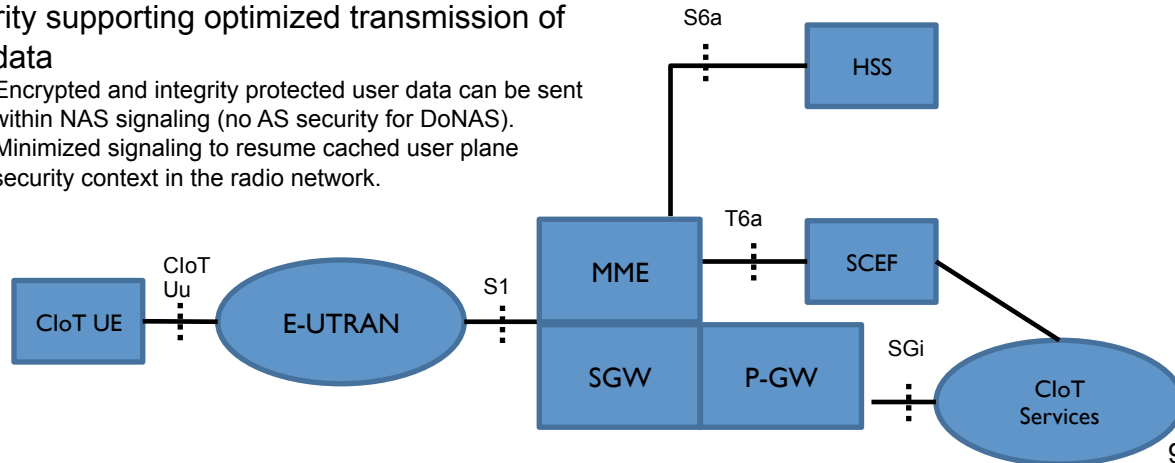 rity supporting optimized transmission of
data
Encrypted and integrity protected user data can be sent
within NAS signaling (no AS security for DoNAS).
Minimized signaling to resume cached user plane
security context in the radio network.
S6a
HSS
T6a
MME
SCEF
CIoT
Uu
S1
CIoT UE
E-UTRAN
SGi
SGW
P-GW
CIoT
Services
9